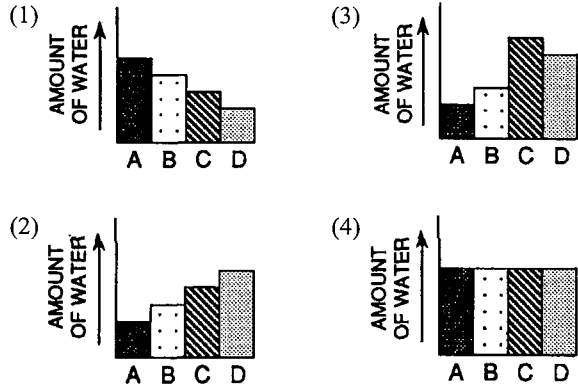 (1)
AMOUNT
OF WATER
A B C D
(3)
AMOUNT
OF WATER
A B C D
(2)
AMOUNT
OF WATER
A B C D
(4)
AMOUNT
OF WATER
A B C D